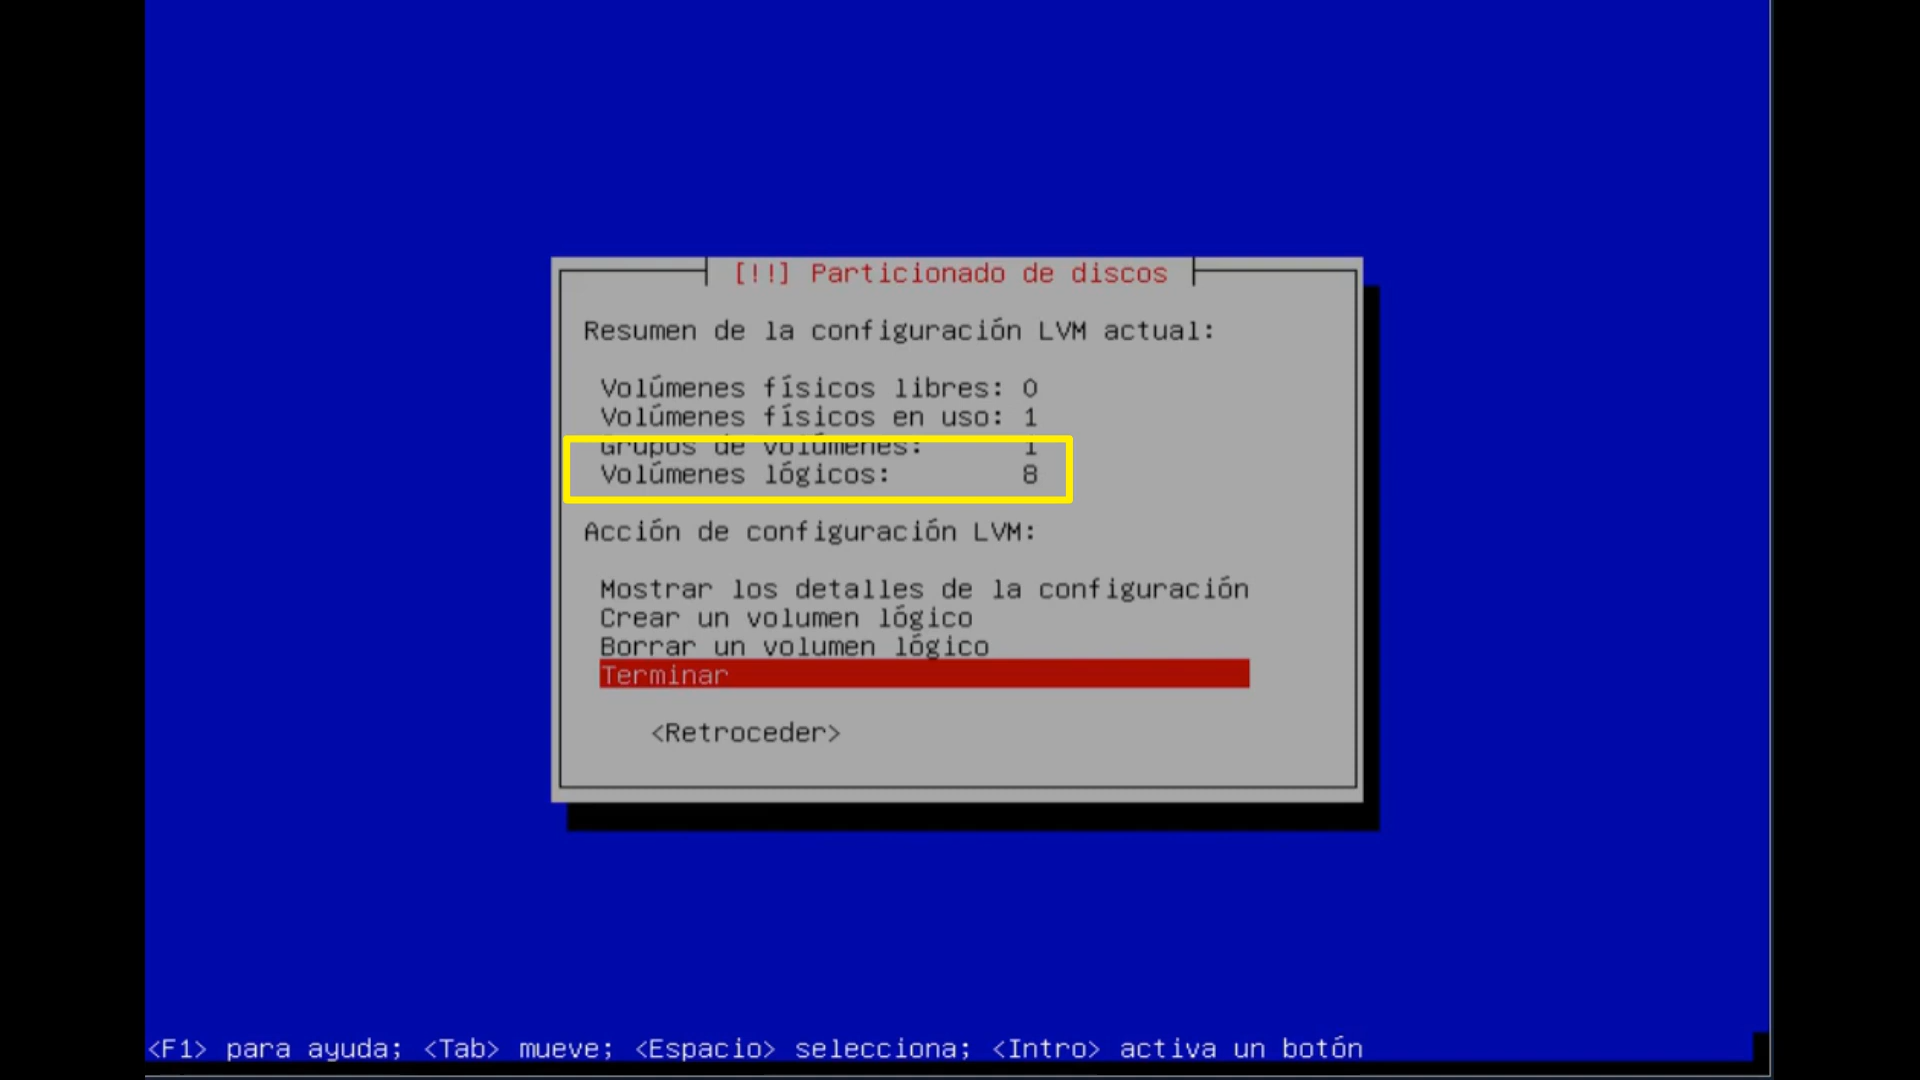 [!!] Particionado de discos
Resumen de la configuración LVM actual:
Volúmenes físicos libres: 0
Volúmenes físicos en uso: 1
Grupos de volúmenes: 1
Volúmenes lógicos: 8
Acción de configuración LVM:
Mostrar los detalles de la configuración
Crear un volumen lógico
Borrar un volumen lógico
Terminar
<Retroceder>
<F1> para ayuda; <Tab> mueve; <Espacio> selecciona; <Intro> activa un botón